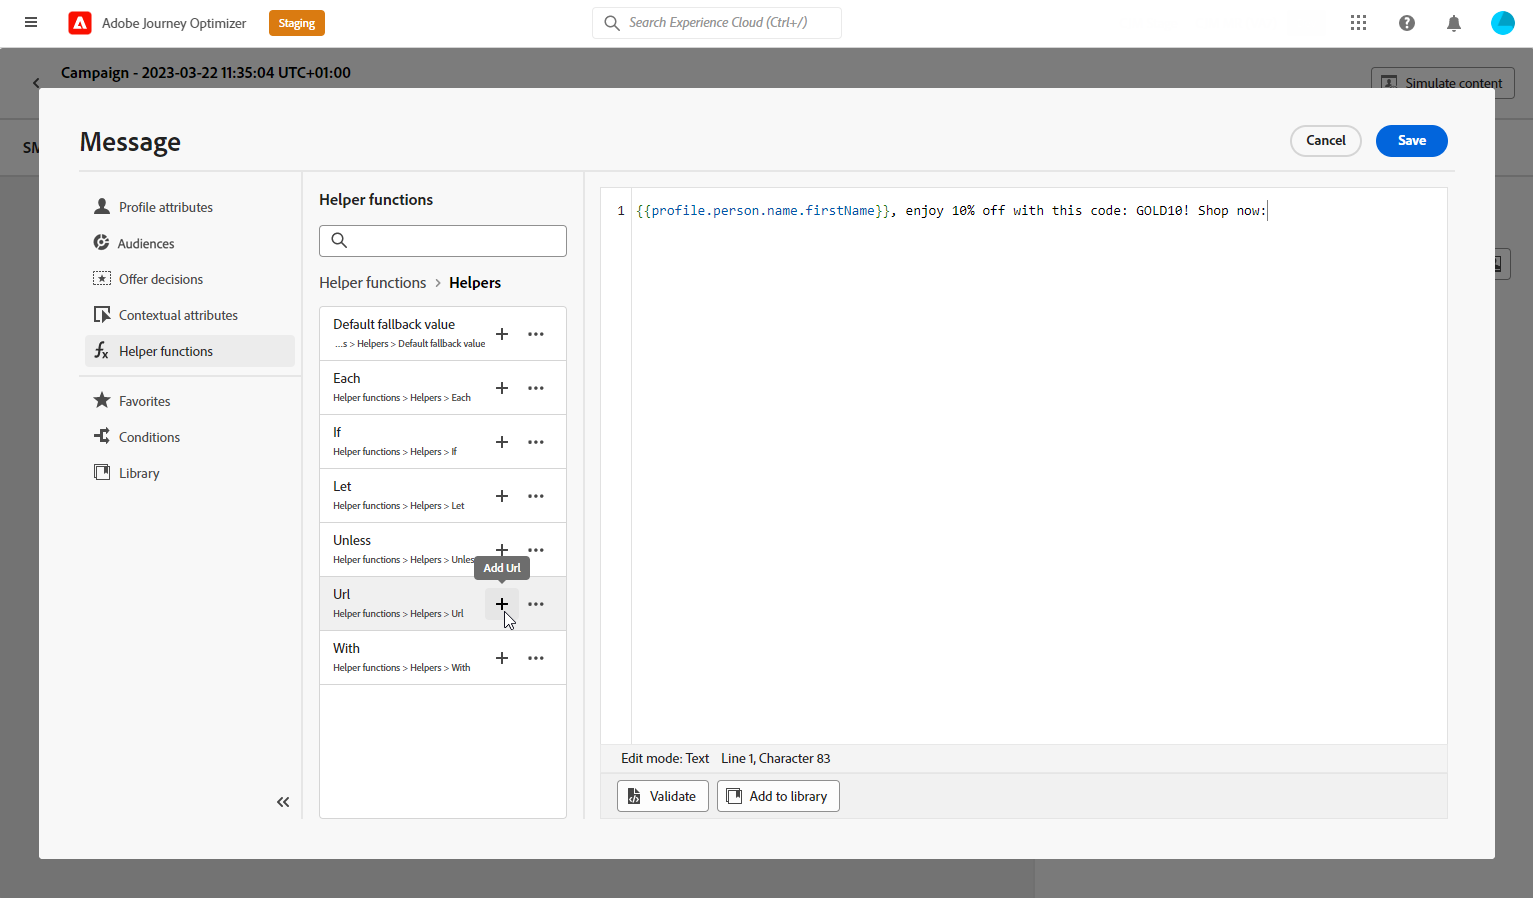 Adobe Journey Optimizer
Staging
Search Experience Cloud (Ctrl+/)
Campaign - 2023-03-22 11:35:04 UTC+01:00
Simulate content
SM
Message
Cancel
Save
Profile attributes
Audiences
Offer decisions
Contextual attributes
Helper functions
Favorites
Conditions
Library
Helper functions
Helper functions > Helpers
Default fallback value
...s > Helpers > Default fallback value
Each
Helper functions > Helpers > Each
If
Helper functions > Helpers > If
Let
Helper functions > Helpers > Let
Unless
Helper functions > Helpers > Unles
Add Url
Url
Helper functions > Helpers > Url
With
Helper functions > Helpers > With
1 {{profile.person.name.firstName}}, enjoy 10% off with this code: GOLD10! Shop now:
Edit mode: Text Line 1, Character 83
Validate
Add to library